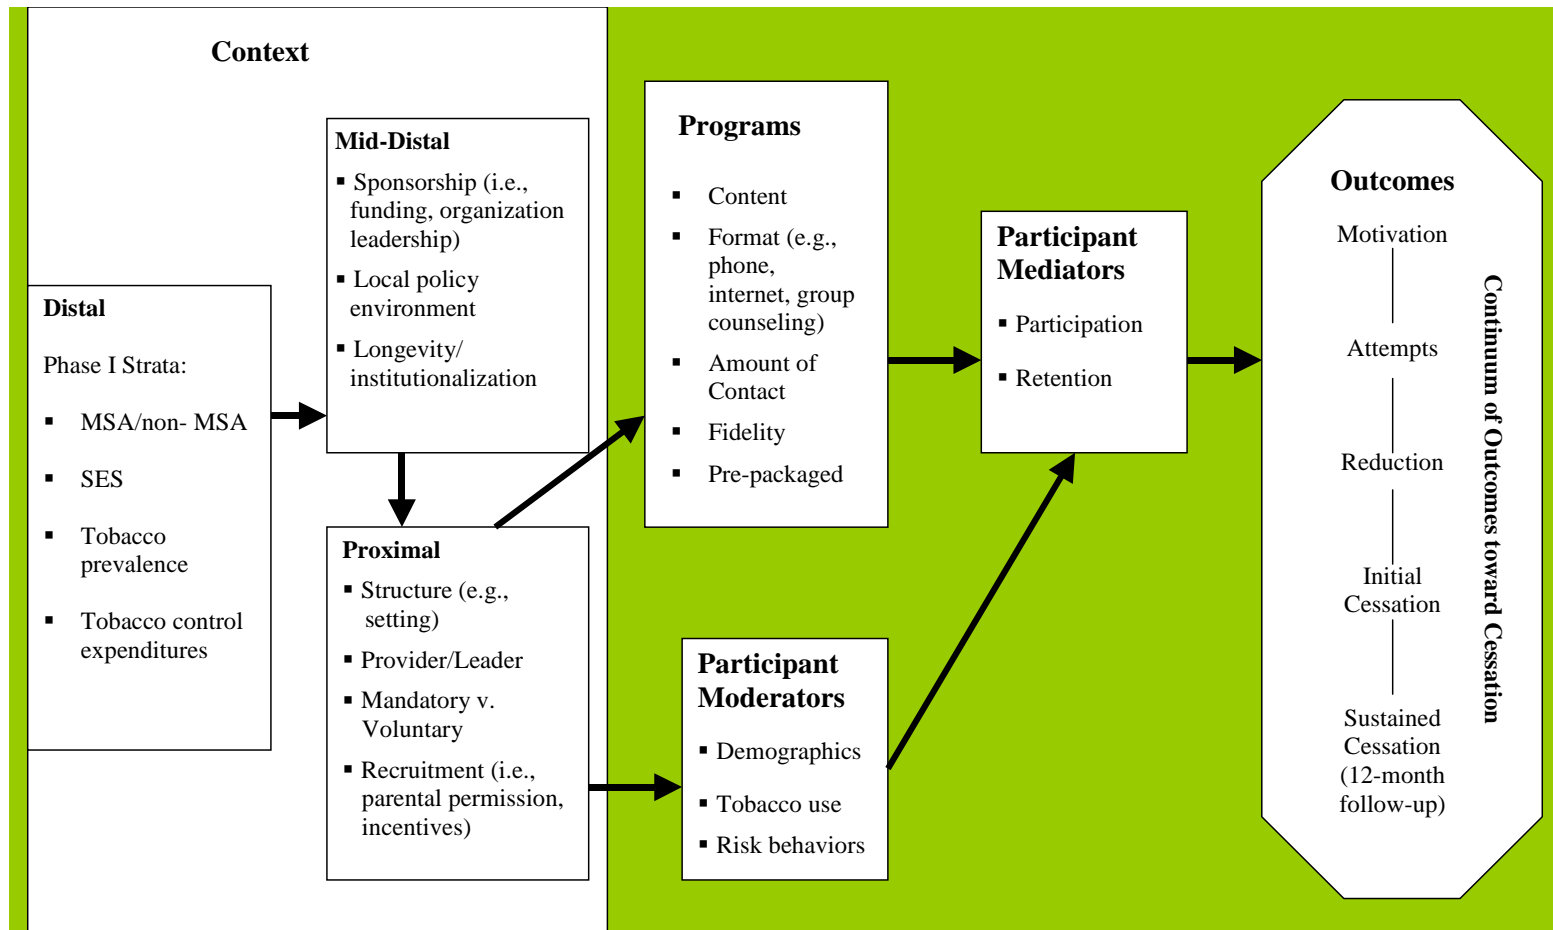 Context
Distal
Phase I Strata:
▪ MSA/non- MSA
▪ SES
▪ Tobacco
prevalence
▪ Tobacco control
expenditures
Mid-Distal
▪ Sponsorship (i.e.,
funding, organization
leadership)
▪ Local policy
environment
▪ Longevity/
institutionalization
Proximal
▪ Structure (e.g.,
setting)
▪ Provider/Leader
▪ Mandatory v.
Voluntary
▪ Recruitment (i.e.,
parental permission,
incentives)
Programs
▪ Content
▪ Format (e.g.,
phone,
internet, group
counseling)
▪ Amount of
Contact
▪ Fidelity
▪ Pre-packaged
Participant
Moderators
▪ Demographics
▪ Tobacco use
▪ Risk behaviors
Participant
Mediators
▪ Participation
▪ Retention
Outcomes
Motivation
Attempts
Reduction
Initial
Cessation
Sustained
Cessation
(12-month
follow-up)
Continuum of Outcomes toward Cessation